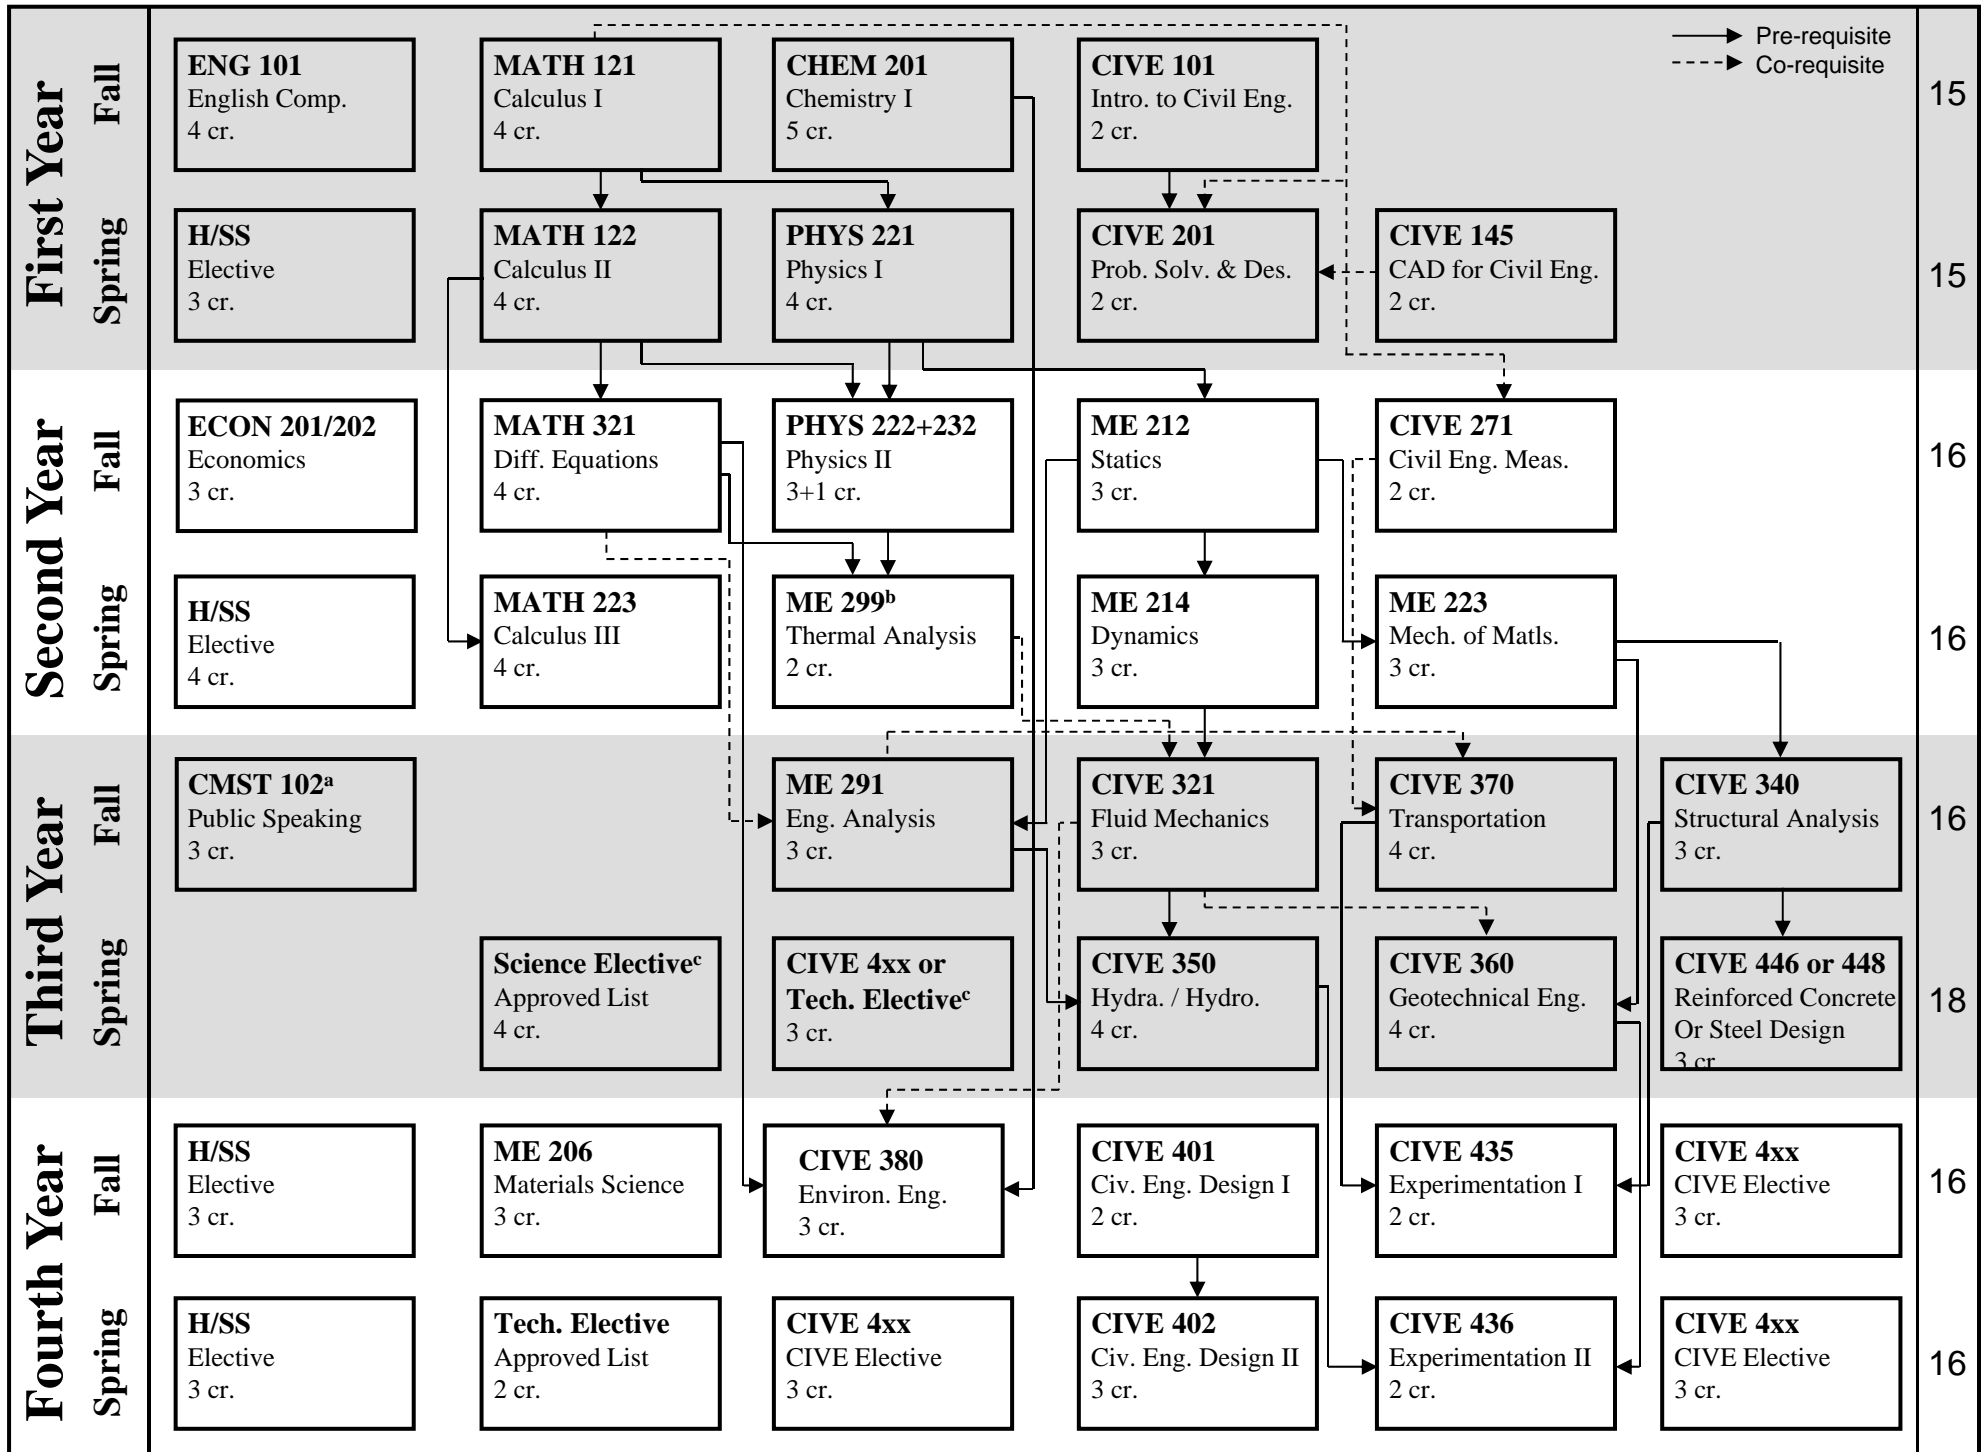 Pre-requisite
Co-requisite
First Year
Fall
ENG 101
English Comp.
4 cr.
MATH 121
Calculus I
4 cr.
CHEM 201
Chemistry I
5 cr.
CIVE 101
Intro. to Civil Eng.
2 cr.
15
Spring
H/SS
Elective
3 cr.
MATH 122
Calculus II
4 cr.
PHYS 221
Physics I
4 cr.
CIVE 201
Prob. Solv. & Des.
2 cr.
CIVE 145
CAD for Civil Eng.
2 cr.
15
Second Year
Fall
ECON 201/202
Economics
3 cr.
MATH 321
Diff. Equations
4 cr.
PHYS 222+232
Physics II
3+1 cr.
ME 212
Statics
3 cr.
CIVE 271
Civil Eng. Meas.
2 cr.
16
Spring
H/SS
Elective
4 cr.
MATH 223
Calculus III
4 cr.
ME 299ᵇ
Thermal Analysis
2 cr.
ME 214
Dynamics
3 cr.
ME 223
Mech. of Matls.
3 cr.
16
Third Year
Fall
CMST 102ᵃ
Public Speaking
3 cr.
ME 291
Eng. Analysis
3 cr.
CIVE 321
Fluid Mechanics
3 cr.
CIVE 370
Transportation
4 cr.
CIVE 340
Structural Analysis
3 cr.
16
Spring
Science Electiveᶜ
Approved List
4 cr.
CIVE 4xx or
Tech. Electiveᶜ
3 cr.
CIVE 350
Hydra. / Hydro.
4 cr.
CIVE 360
Geotechnical Eng.
4 cr.
CIVE 446 or 448
Reinforced Concrete
Or Steel Design
3 cr.
18
Fourth Year
Fall
H/SS
Elective
3 cr.
ME 206
Materials Science
3 cr.
CIVE 380
Environ. Eng.
3 cr.
CIVE 401
Civ. Eng. Design I
2 cr.
CIVE 435
Experimentation I
2 cr.
CIVE 4xx
CIVE Elective
3 cr.
16
Spring
H/SS
Elective
3 cr.
Tech. Elective
Approved List
2 cr.
CIVE 4xx
CIVE Elective
3 cr.
CIVE 402
Civ. Eng. Design II
3 cr.
CIVE 436
Experimentation II
2 cr.
CIVE 4xx
CIVE Elective
3 cr.
16